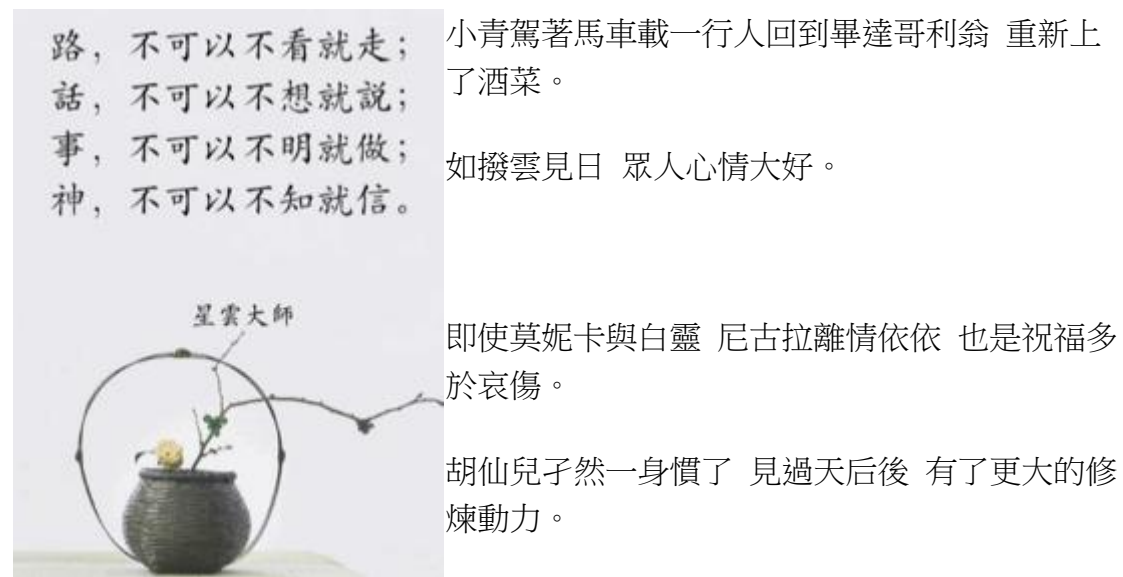 路，不可以不看就走；
話，不可以不想就説；
事，不可以不明就做；
神，不可以不知就信。
星雲大師
小青駕著馬車載一行人回到畢達哥利翁 重新上
了酒菜。
如撥雲見日 眾人心情大好。
即使莫妮卡與白靈 尼古拉離情依依 也是祝福多
於哀傷。
胡仙兒孑然一身慣了 見過天后後 有了更大的修
煉動力。